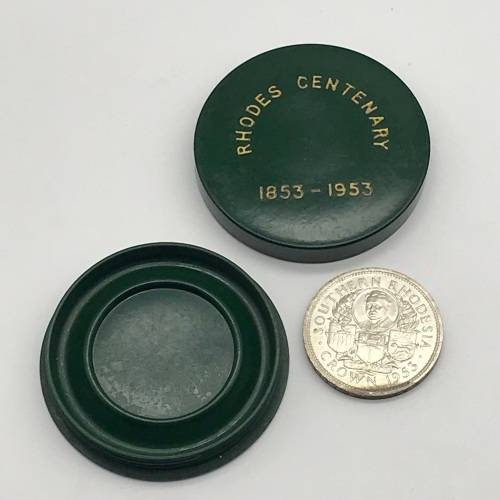 RHODES CENTENARY
1853 - 1953
· SOUTHERN RHODESIA ·
CROWN 1953